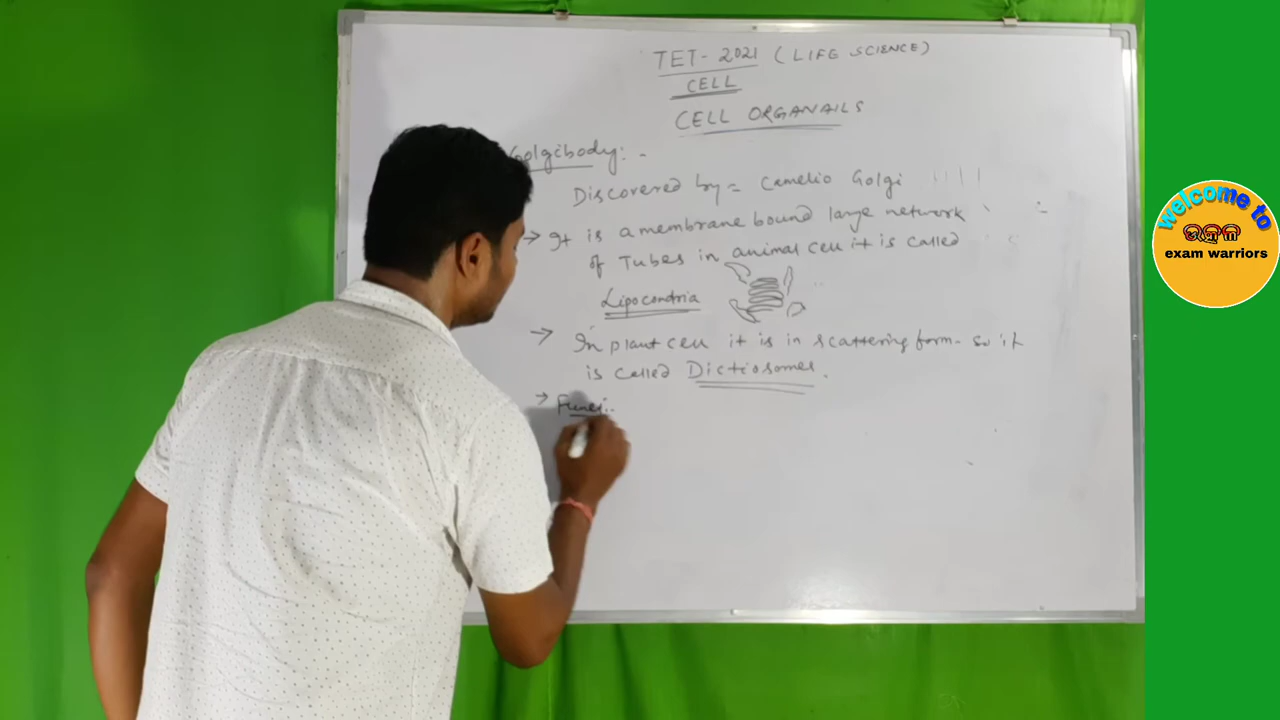 TET- 2021 (LIFE SCIENCE)
CELL
CELL ORGANAILS
Golgibody:-
Discovered by = Camelio Golgi
→ It is a membrane bound large network
of Tubes in animal cell it is called
Lipocondria
→ In plant cell it is in scattering form. so it
is called Dictiosomes.
→ Funct
welcome to
exam warriors